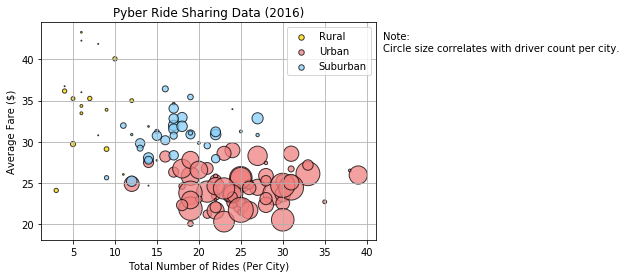 Pyber Ride Sharing Data (2016)
Rural
Urban
Suburban
Note:
Circle size correlates with driver count per city.
Average Fare ($)
40
35
30
25
20
5
10
15
20
25
30
35
40
Total Number of Rides (Per City)